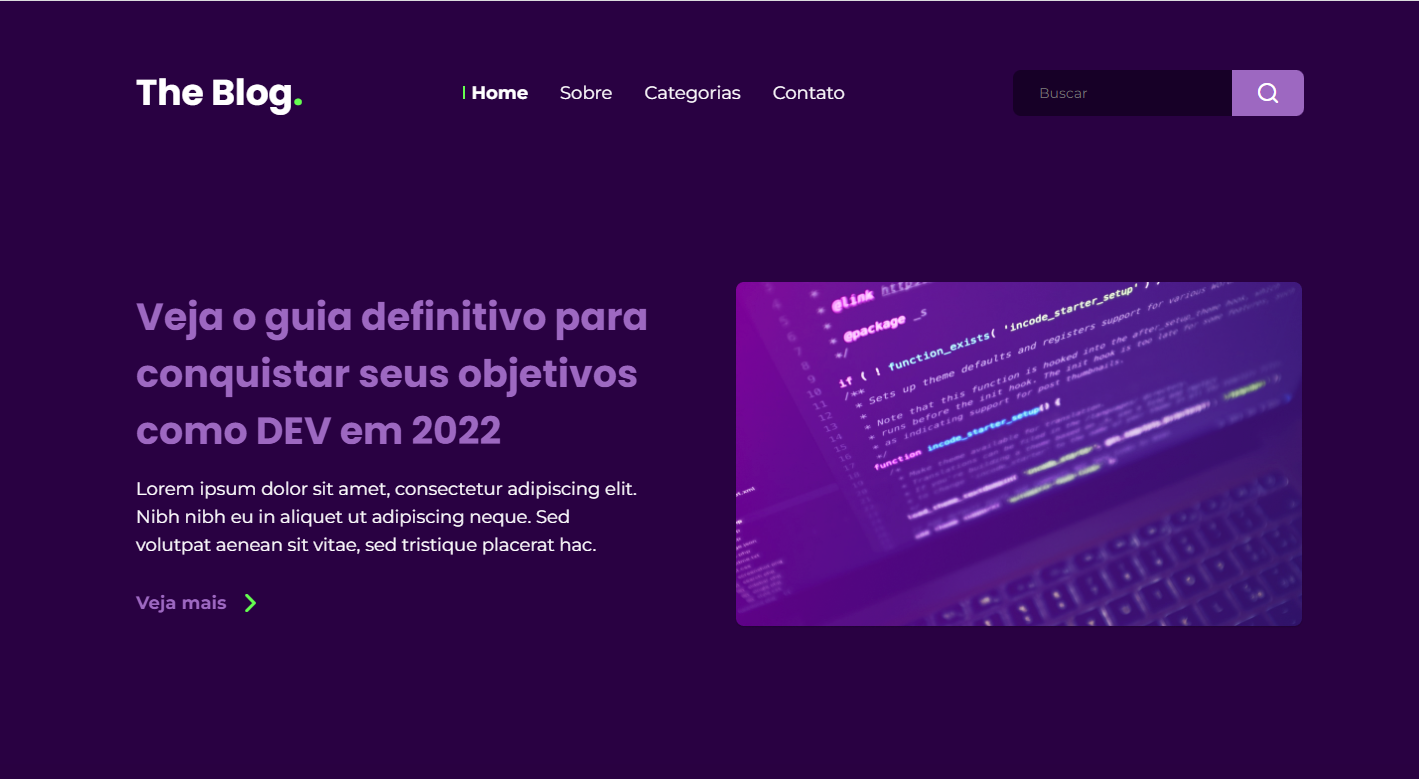 The Blog.
Home Sobre Categorias Contato
Buscar
Veja o guia definitivo para
conquistar seus objetivos
como DEV em 2022
Lorem ipsum dolor sit amet, consectetur adipiscing elit.
Nibh nibh eu in aliquet ut adipiscing neque. Sed
volutpat aenean sit vitae, sed tristique placerat hac.
Veja mais
* @link
* @package _s
*/
if ( ! function_exists( 'incode_starter_setup' ) )
/**
* Sets up theme defaults and registers support for various
* Note that this function is hooked into the after_setup_theme hook, which
* runs before the init hook. The init hook is too late for some features,
* as indicating support for post thumbnails.
*/
function incode_starter_setup() {